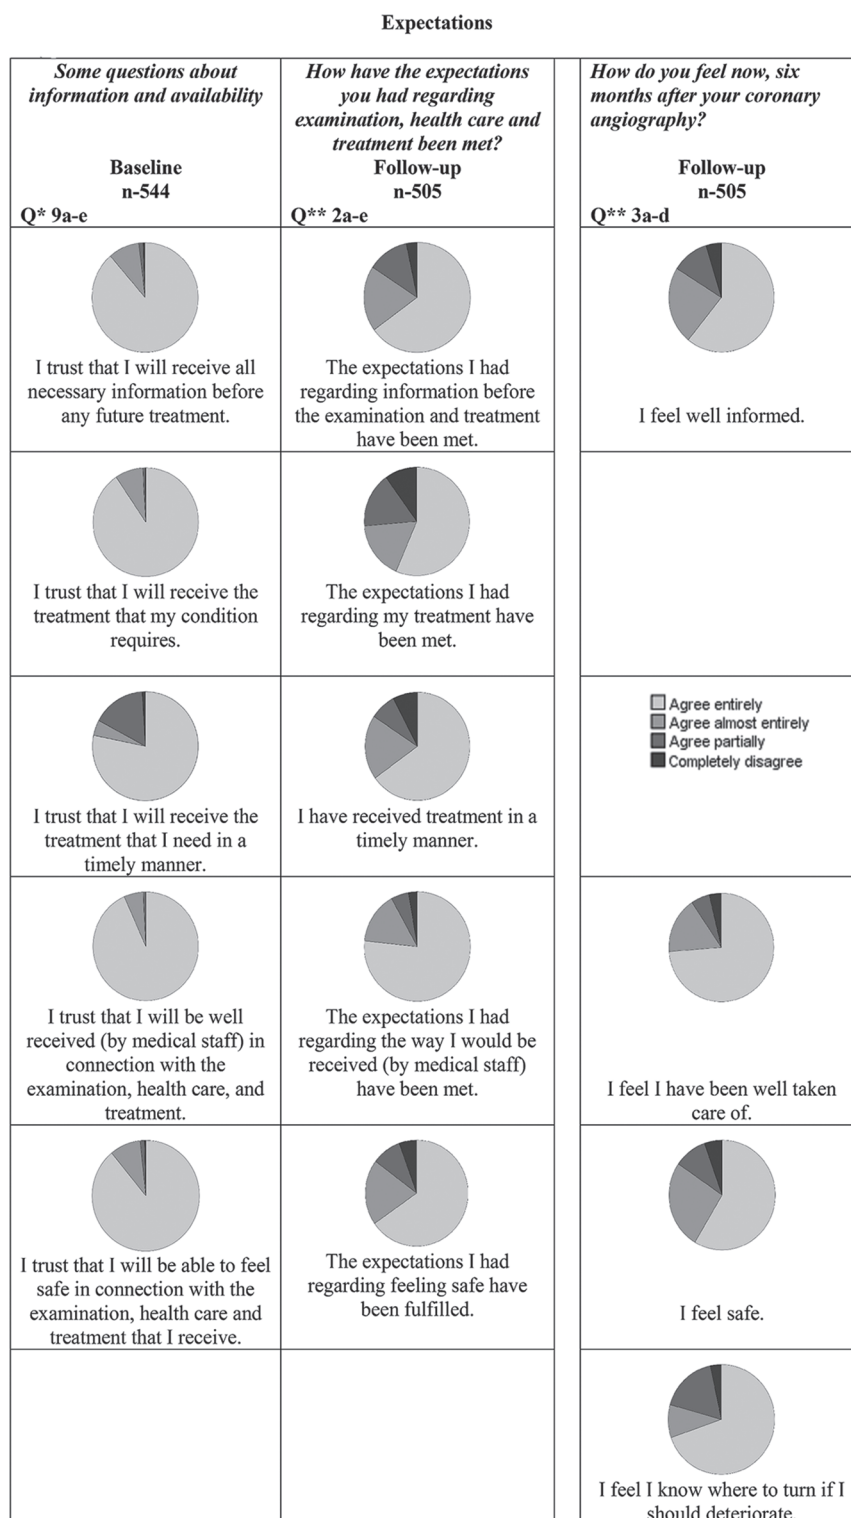 Expectations
Some questions about
information and availability
Baseline
n-544
Q* 9a-e
How have the expectations
you had regarding
examination, health care and
treatment been met?
Follow-up
n-505
Q** 2a-e
How do you feel now, six
months after your coronary
angiography?
Follow-up
n-505
Q** 3a-d
I trust that I will receive all
necessary information before
any future treatment.
The expectations I had
regarding information before
the examination and treatment
have been met.
I feel well informed.
I trust that I will receive the
treatment that my condition
requires.
The expectations I had
regarding my treatment have
been met.
I trust that I will receive the
treatment that I need in a
timely manner.
I have received treatment in a
timely manner.
Agree entirely
Agree almost entirely
Agree partially
Completely disagree
I trust that I will be well
received (by medical staff) in
connection with the
examination, health care, and
treatment.
The expectations I had
regarding the way I would be
received (by medical staff)
have been met.
I feel I have been well taken
care of.
I trust that I will be able to feel
safe in connection with the
examination, health care and
treatment that I receive.
The expectations I had
regarding feeling safe have
been fulfilled.
I feel safe.
I feel I know where to turn if I
should deteriorate.